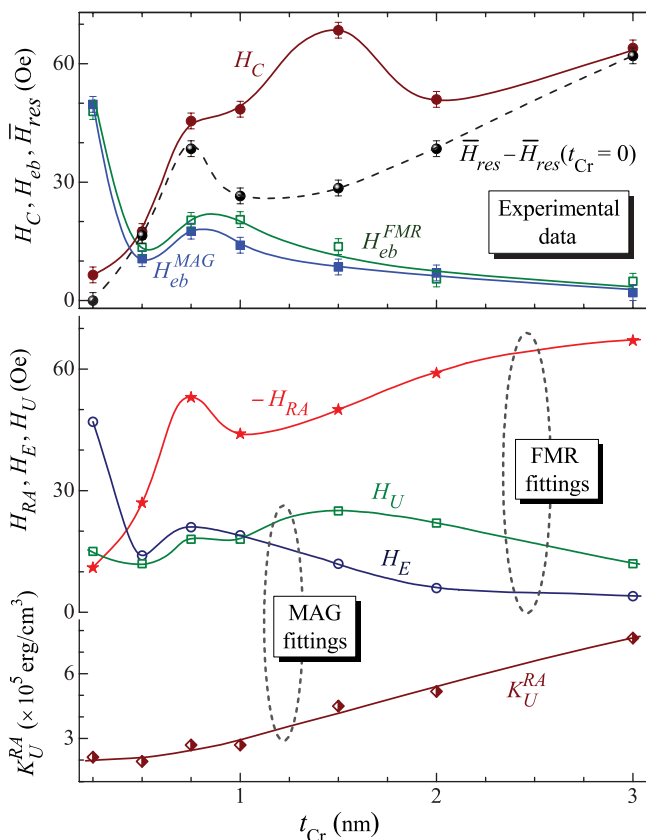 H_C, H_eb, H̅_res (Oe)
60
30
0
H_C
H̅_res – H̅_res(t_Cr = 0)
H_eb^FMR
H_eb^MAG
Experimental
data
H_RA, H_E, H_U (Oe)
60
30
0
– H_RA
H_U
H_E
FMR
fittings
MAG
fittings
K_U^RA (× 10^5 erg/cm^3)
6
3
K_U^RA
1
2
3
t_Cr (nm)